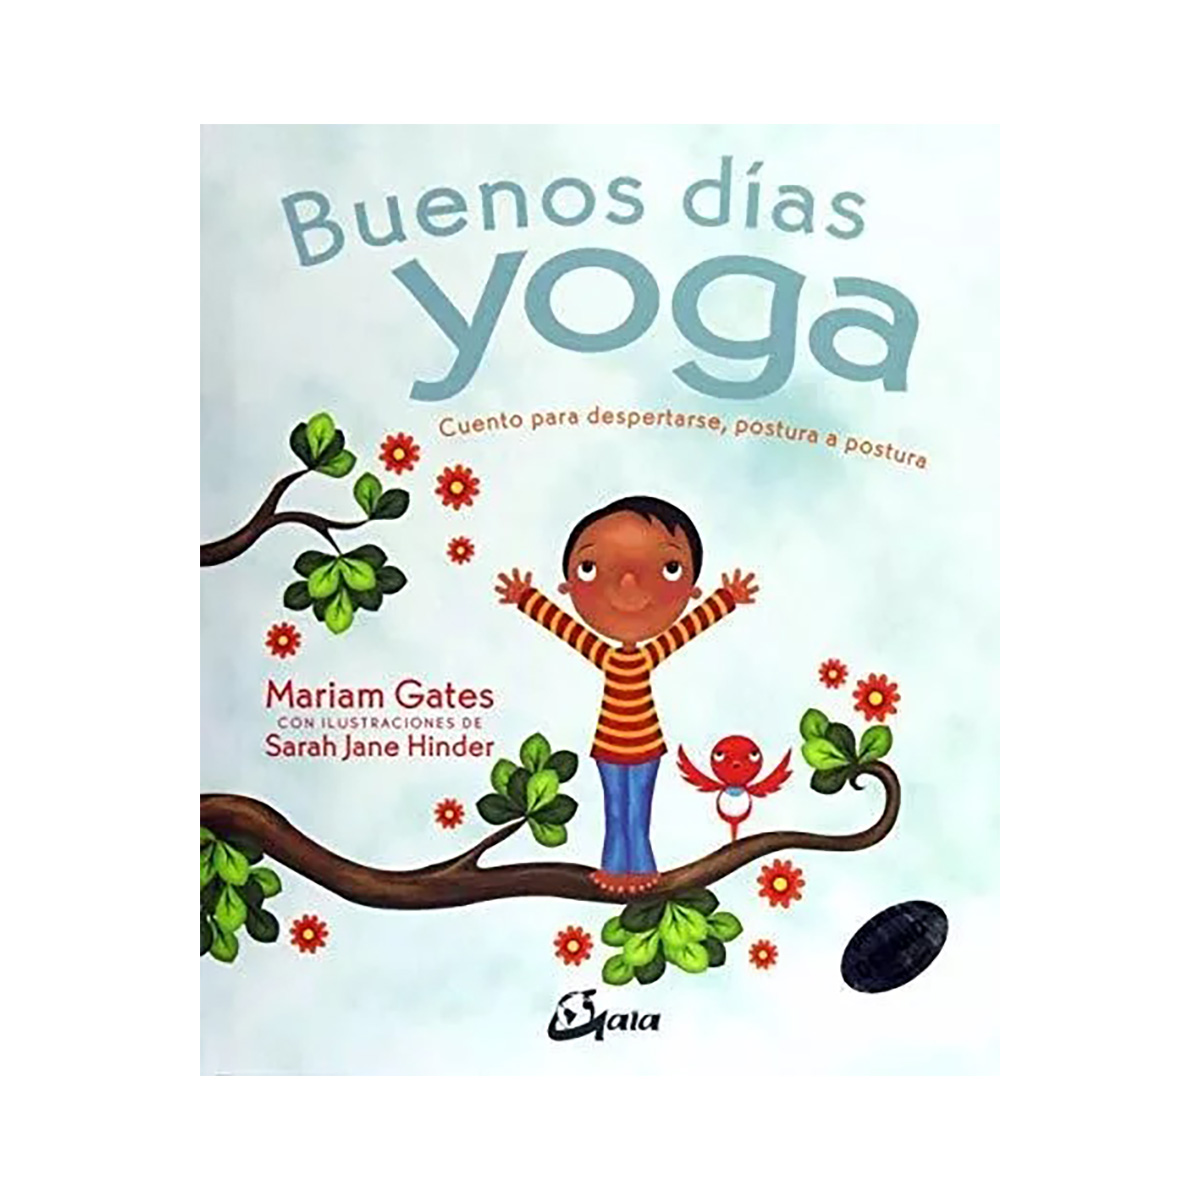 Buenos días
yoga
Cuento para despertarse, postura a postura
Mariam Gates
CON ILUSTRACIONES DE
Sarah Jane Hinder
Gaia